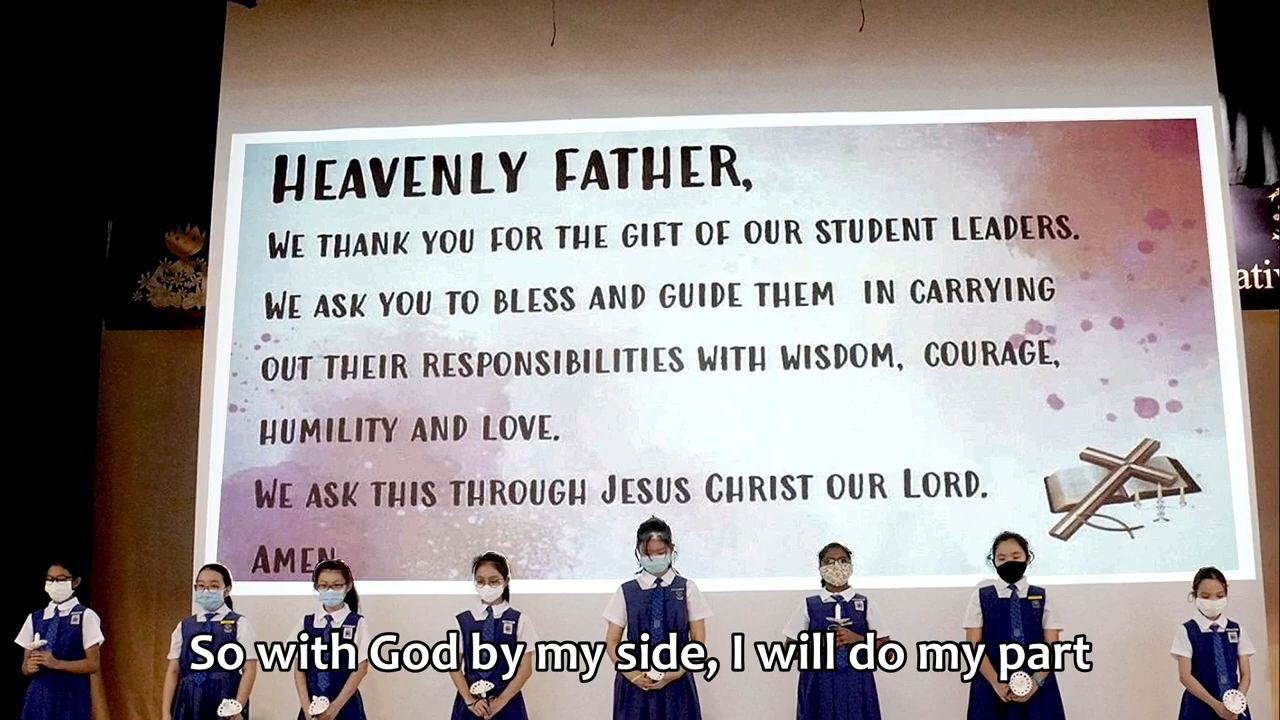 HEAVENLY FATHER,
WE THANK YOU FOR THE GIFT OF OUR STUDENT LEADERS.
WE ASK YOU TO BLESS AND GUIDE THEM IN CARRYING
OUT THEIR RESPONSIBILITIES WITH WISDOM, COURAGE,
HUMILITY AND LOVE.
WE ASK THIS THROUGH JESUS CHRIST OUR LORD.
AMEN
So with God by my side, I will do my part